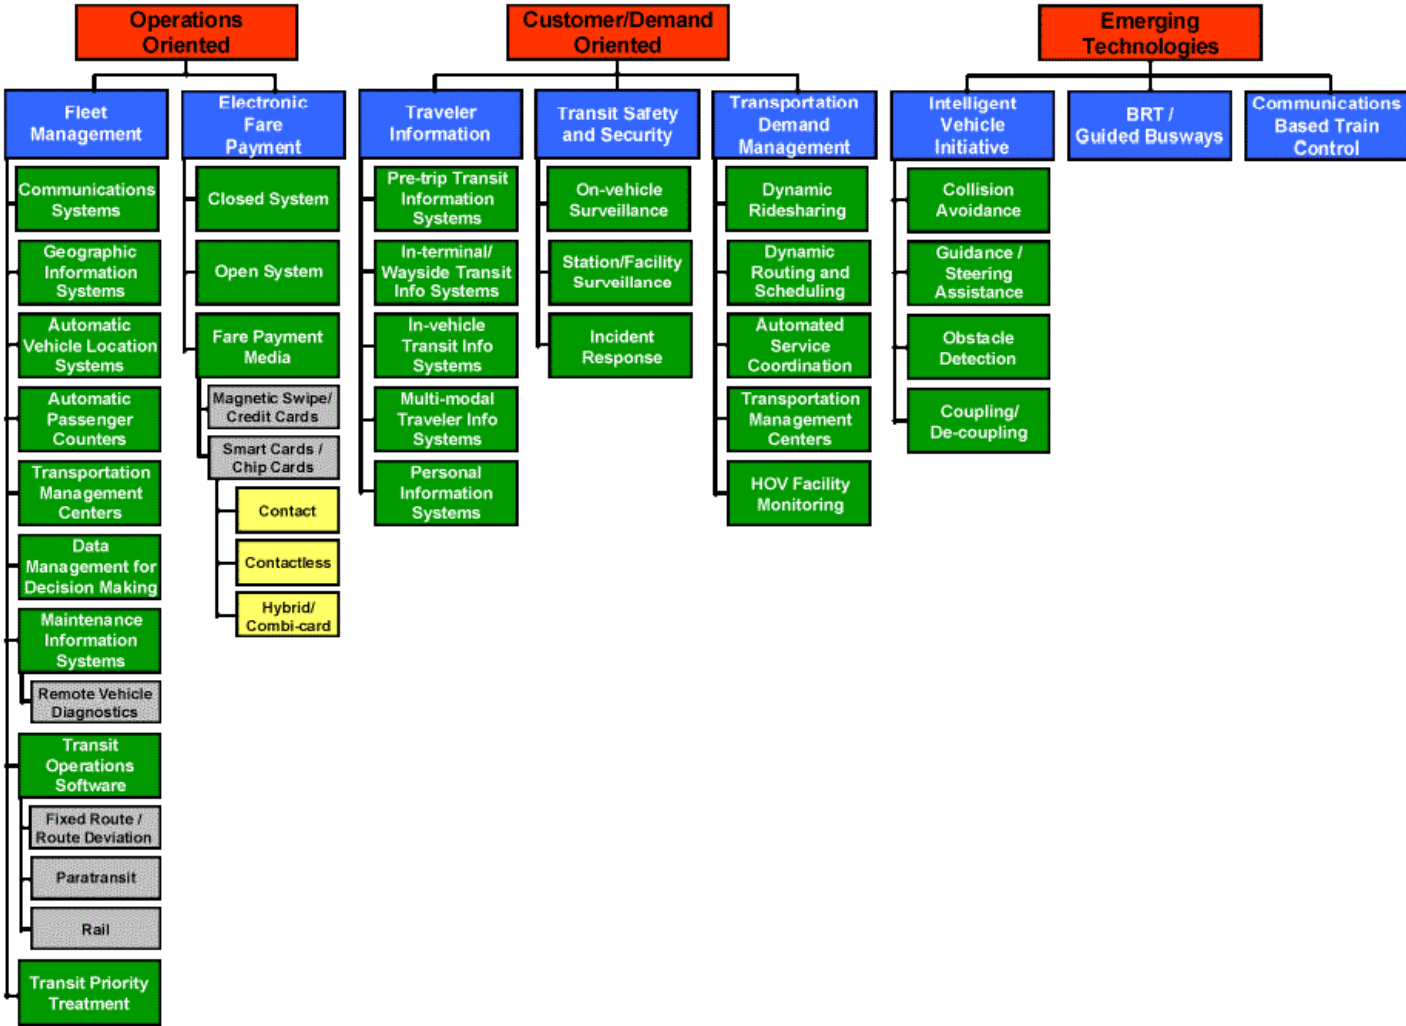 Operations
Oriented
Customer/Demand
Oriented
Emerging
Technologies
Fleet
Management
Electronic
Fare
Payment
Traveler
Information
Transit Safety
and Security
Transportation
Demand
Management
Intelligent
Vehicle
Initiative
BRT /
Guided Busways
Communications
Based Train
Control
Communications
Systems
Geographic
Information
Systems
Automatic
Vehicle Location
Systems
Automatic
Passenger
Counters
Transportation
Management
Centers
Data
Management for
Decision Making
Maintenance
Information
Systems
Remote Vehicle
Diagnostics
Transit
Operations
Software
Fixed Route /
Route Deviation
Paratransit
Rail
Transit Priority
Treatment
Closed System
Open System
Fare Payment
Media
Magnetic Swipe/
Credit Cards
Smart Cards /
Chip Cards
Contact
Contactless
Hybrid/
Combi-card
Pre-trip Transit
Information
Systems
In-terminal/
Wayside Transit
Info Systems
In-vehicle
Transit Info
Systems
Multi-modal
Traveler Info
Systems
Personal
Information
Systems
On-vehicle
Surveillance
Station/Facility
Surveillance
Incident
Response
Dynamic
Ridesharing
Dynamic
Routing and
Scheduling
Automated
Service
Coordination
Transportation
Management
Centers
HOV Facility
Monitoring
Collision
Avoidance
Guidance /
Steering
Assistance
Obstacle
Detection
Coupling/
De-coupling